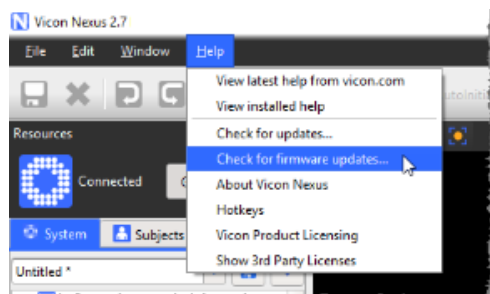 Vicon Nexus 2.7
File Edit Window Help
View latest help from vicon.com
View installed help
Check for updates...
Check for firmware updates...
About Vicon Nexus
Hotkeys
Vicon Product Licensing
Show 3rd Party Licenses
Resources
Connected
System Subjects
Untitled *